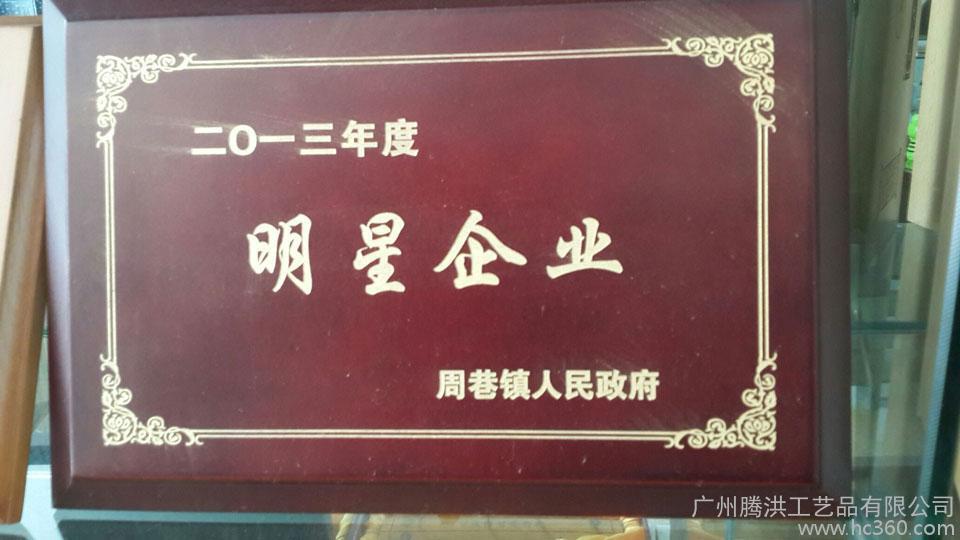 二〇一三年度
明星企业
周巷镇人民政府
广州腾洪工艺品有限公司
www.hc360.com